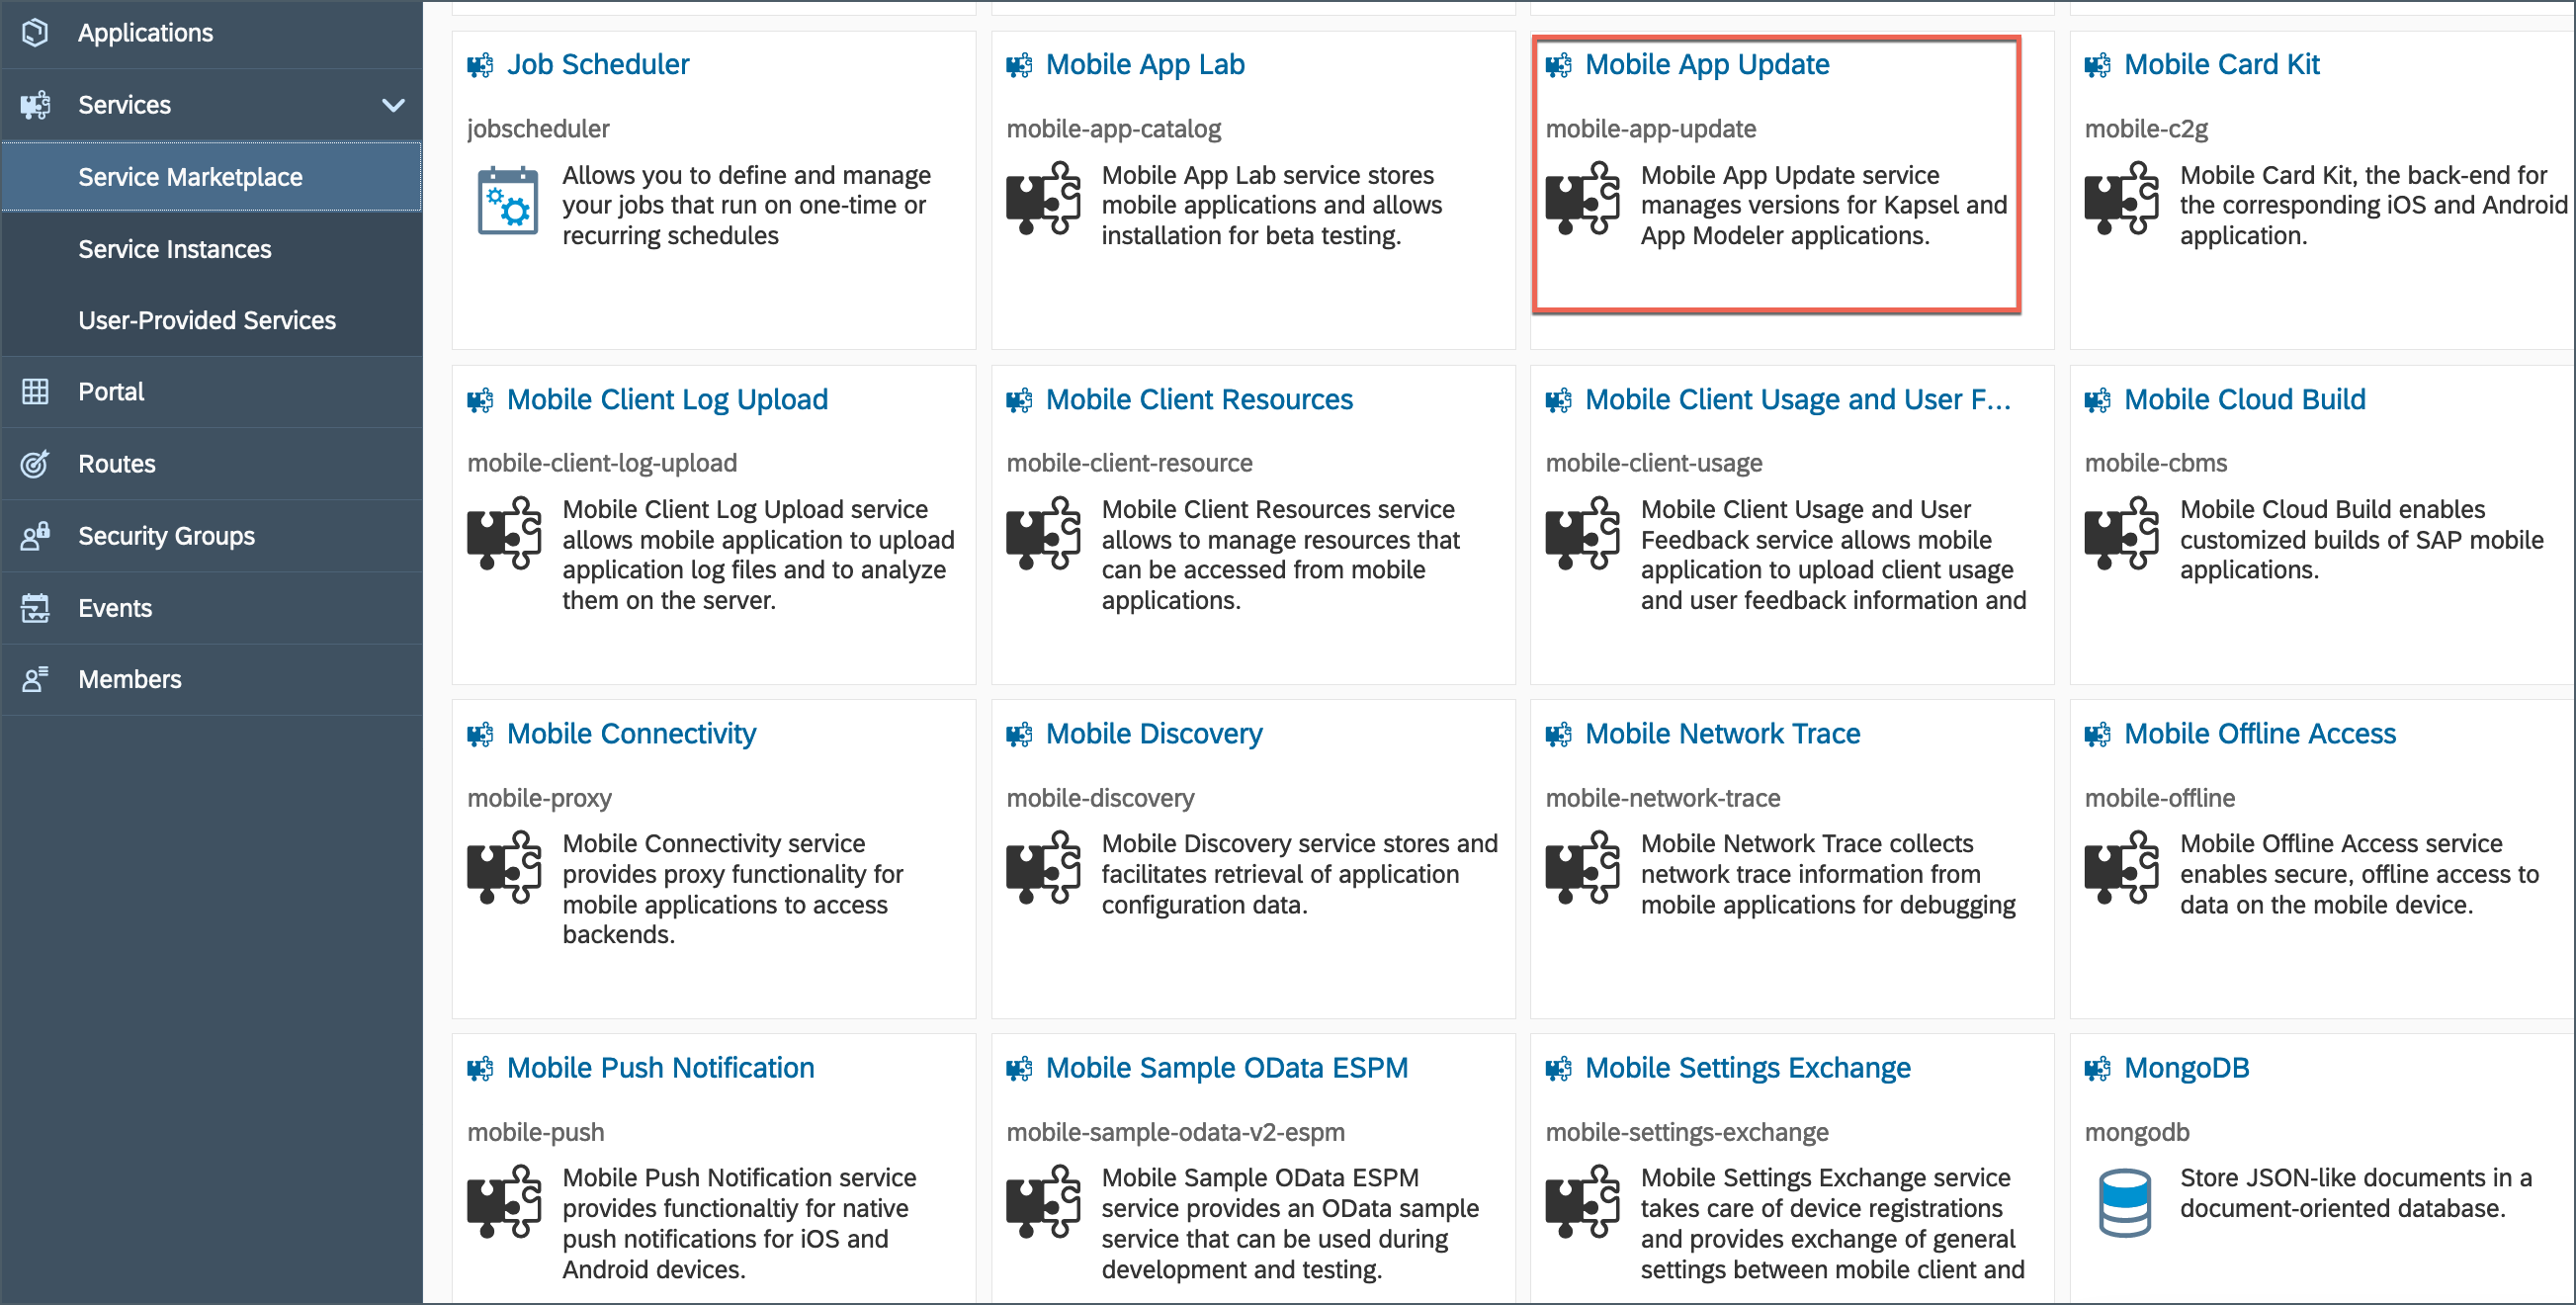 Applications
Services
Service Marketplace
Service Instances
User-Provided Services
Portal
Routes
Security Groups
Events
Members
Job Scheduler
jobscheduler
Allows you to define and manage
your jobs that run on one-time or
recurring schedules
Mobile App Lab
mobile-app-catalog
Mobile App Lab service stores
mobile applications and allows
installation for beta testing.
Mobile App Update
mobile-app-update
Mobile App Update service
manages versions for Kapsel and
App Modeler applications.
Mobile Card Kit
mobile-c2g
Mobile Card Kit, the back-end for
the corresponding iOS and Android
application.
Mobile Client Log Upload
mobile-client-log-upload
Mobile Client Log Upload service
allows mobile application to upload
application log files and to analyze
them on the server.
Mobile Client Resources
mobile-client-resource
Mobile Client Resources service
allows to manage resources that
can be accessed from mobile
applications.
Mobile Client Usage and User F...
mobile-client-usage
Mobile Client Usage and User
Feedback service allows mobile
application to upload client usage
and user feedback information and
Mobile Cloud Build
mobile-cbms
Mobile Cloud Build enables
customized builds of SAP mobile
applications.
Mobile Connectivity
mobile-proxy
Mobile Connectivity service
provides proxy functionality for
mobile applications to access
backends.
Mobile Discovery
mobile-discovery
Mobile Discovery service stores and
facilitates retrieval of application
configuration data.
Mobile Network Trace
mobile-network-trace
Mobile Network Trace collects
network trace information from
mobile applications for debugging
Mobile Offline Access
mobile-offline
Mobile Offline Access service
enables secure, offline access to
data on the mobile device.
Mobile Push Notification
mobile-push
Mobile Push Notification service
provides functionaltiy for native
push notifications for iOS and
Android devices.
Mobile Sample OData ESPM
mobile-sample-odata-v2-espm
Mobile Sample OData ESPM
service provides an OData sample
service that can be used during
development and testing.
Mobile Settings Exchange
mobile-settings-exchange
Mobile Settings Exchange service
takes care of device registrations
and provides exchange of general
settings between mobile client and
MongoDB
mongodb
Store JSON-like documents in a
document-oriented database.